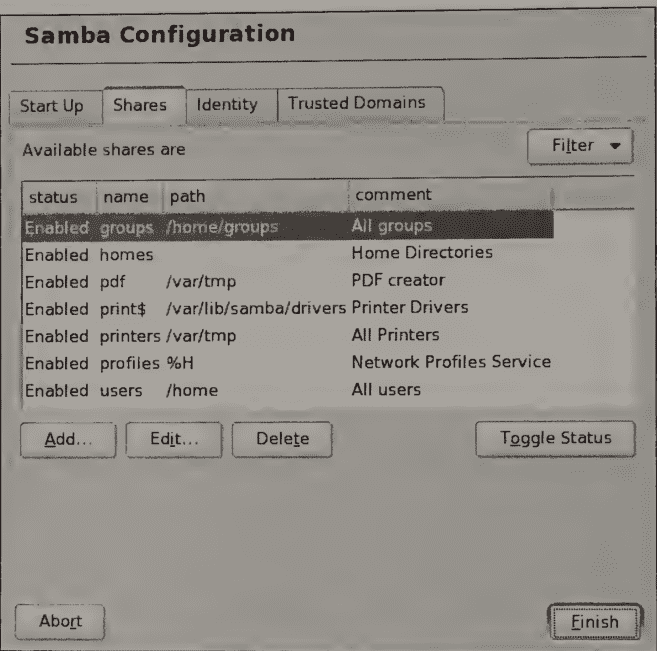 Samba Configuration
Start Up Shares Identity Trusted Domains
Available shares are Filter
status name path comment
Enabled groups /home/groups All groups
Enabled homes Home Directories
Enabled pdf /var/tmp PDF creator
Enabled print$ /var/lib/samba/drivers Printer Drivers
Enabled printers /var/tmp All Printers
Enabled profiles %H Network Profiles Service
Enabled users /home All users
Add... Edit... Delete Toggle Status
Abort Finish